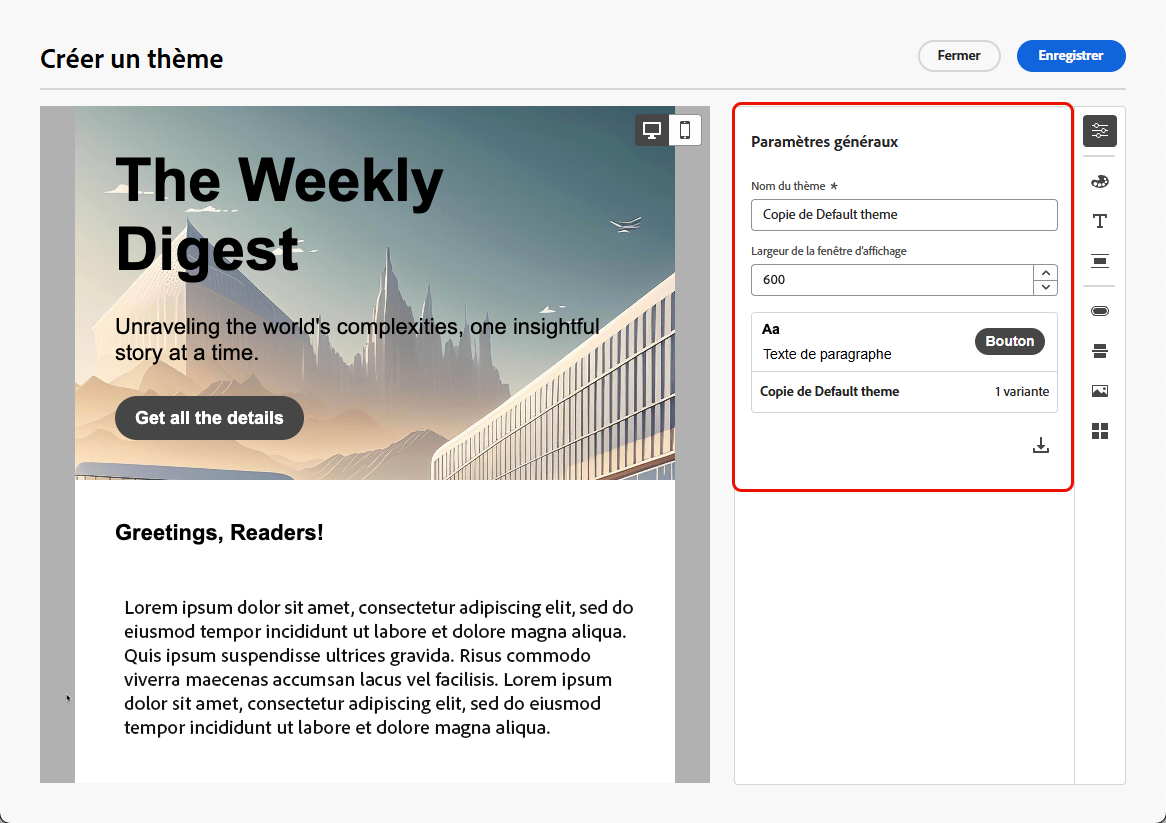 Créer un thème
Fermer
Enregistrer
The Weekly
Digest
Unraveling the world's complexities, one insightful
story at a time.
Get all the details
Greetings, Readers!
Lorem ipsum dolor sit amet, consectetur adipiscing elit, sed do
eiusmod tempor incididunt ut labore et dolore magna aliqua.
Quis ipsum suspendisse ultrices gravida. Risus commodo
viverra maecenas accumsan lacus vel facilisis. Lorem ipsum
dolor sit amet, consectetur adipiscing elit, sed do eiusmod
tempor incididunt ut labore et dolore magna aliqua.
Paramètres généraux
Nom du thème *
Copie de Default theme
Largeur de la fenêtre d'affichage
600
Aa
Texte de paragraphe
Bouton
Copie de Default theme
1 variante
T